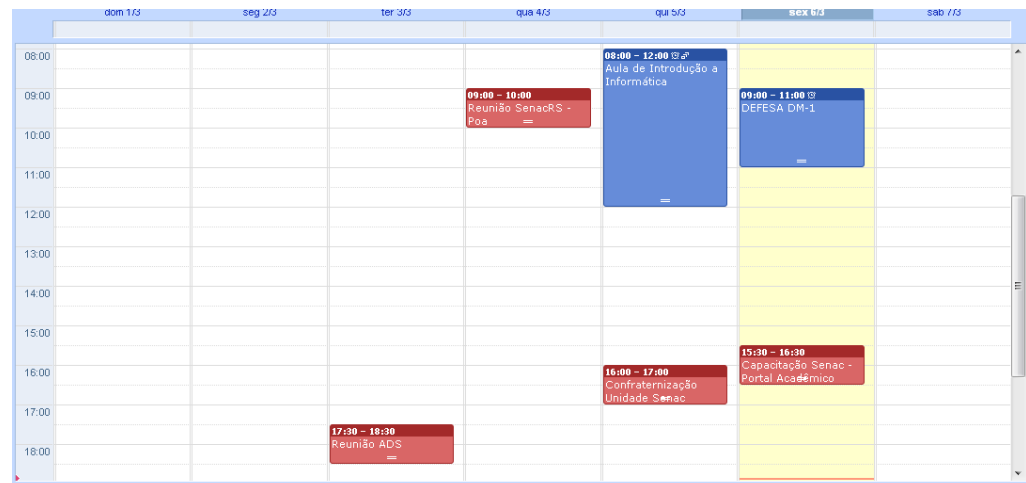 dom 1/3 seg 2/3 ter 3/3 qua 4/3 qui 5/3 sex 6/3 sab 7/3
08:00
08:00 – 12:00
Aula de Introdução a
Informática
09:00
09:00 – 10:00
Reunião SenacRS -
Poa
09:00 – 11:00
DEFESA DM-1
10:00
11:00
12:00
13:00
14:00
15:00
15:30 – 16:30
Capacitação Senac -
Portal Acadêmico
16:00
16:00 – 17:00
Confraternização
Unidade Senac
17:00
17:30 – 18:30
Reunião ADS
18:00